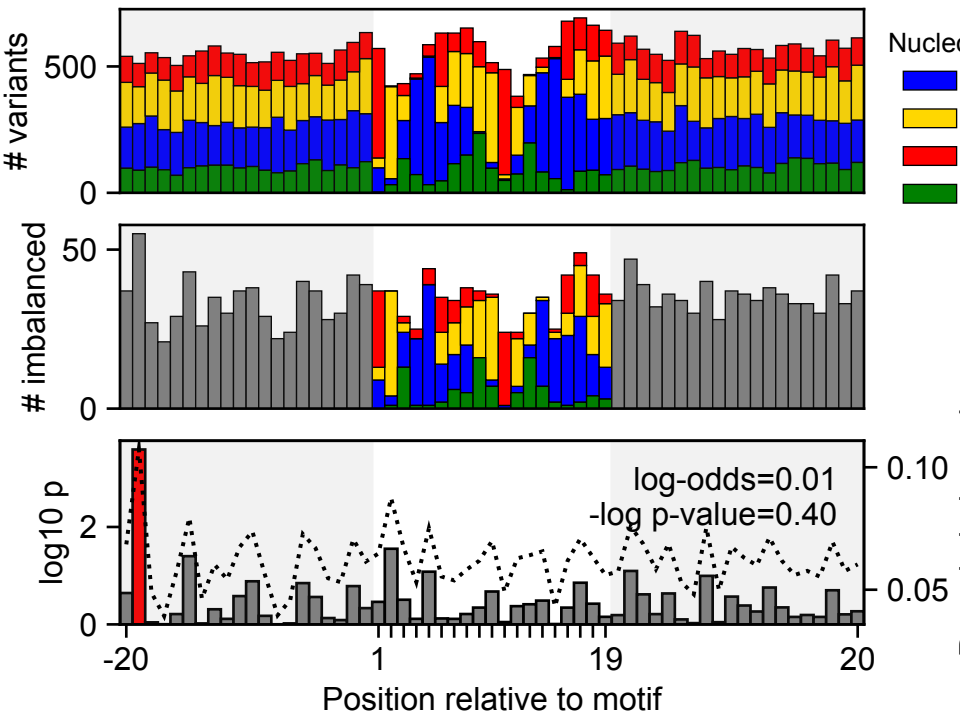 # variants
500
0
Nucleo
# imbalanced
50
0
log10 p
2
0
log-odds=0.01
-log p-value=0.40
0.10
0.05
-20
1
19
20
Position relative to motif